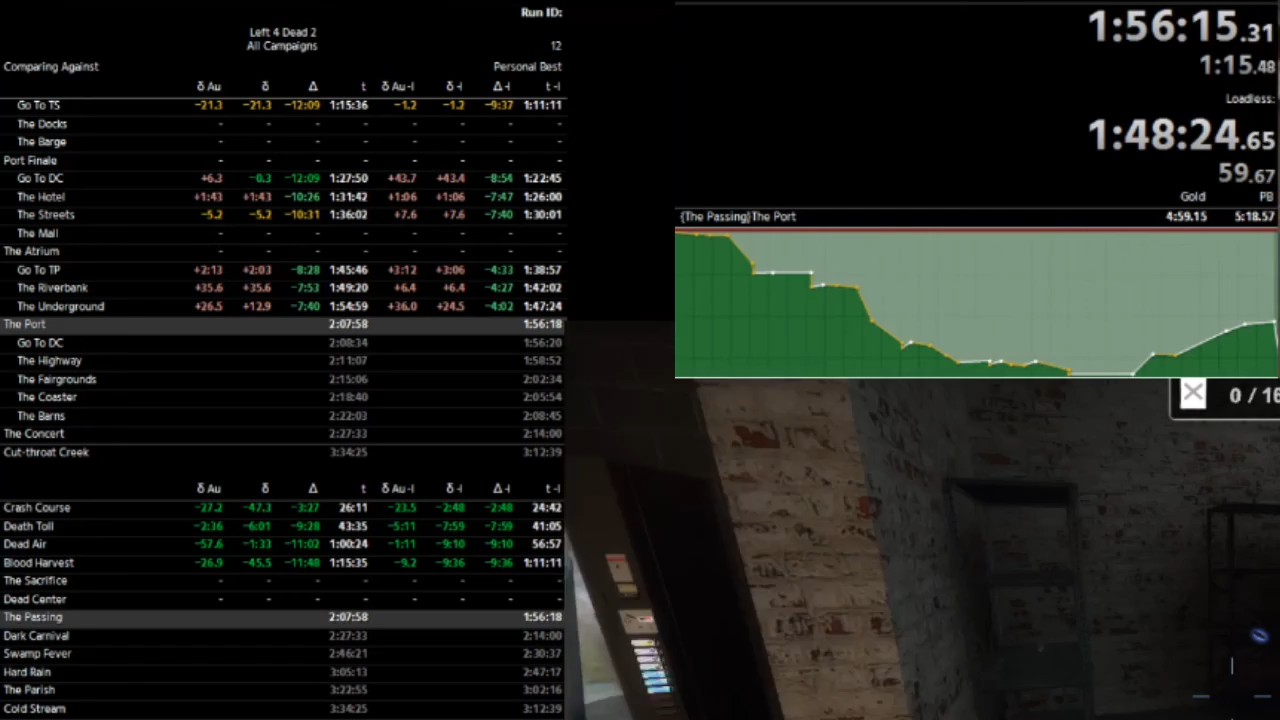 Run ID:
Left 4 Dead 2
All Campaigns
12
Comparing Against Personal Best
δ Au δ Δ t δ Au -l δ -l Δ -l t -l
Go To TS −21.3 −21.3 −12:09 1:15:36 −1.2 −1.2 −9:37 1:11:11
The Docks - - - - - - - -
The Barge - - - - - - - -
Port Finale - - - - - - - -
Go To DC +6.3 −0.3 −12:09 1:27:50 +43.7 +43.4 −8:54 1:22:45
The Hotel +1:43 +1:43 −10:26 1:31:42 +1:06 +1:06 −7:47 1:26:00
The Streets −5.2 −5.2 −10:31 1:36:02 +7.6 +7.6 −7:40 1:30:01
The Mall - - - - - - - -
The Atrium - - - - - - - -
Go To TP +2:13 +2:03 −8:28 1:45:46 +3:12 +3:06 −4:33 1:38:57
The Riverbank +35.6 +35.6 −7:53 1:49:20 +6.4 +6.4 −4:27 1:42:02
The Underground +26.5 +12.9 −7:40 1:54:59 +36.0 +24.5 −4:02 1:47:24
The Port 2:07:58 1:56:18
Go To DC 2:08:34 1:56:20
The Highway 2:11:07 1:58:52
The Fairgrounds 2:15:06 2:02:34
The Coaster 2:18:40 2:05:54
The Barns 2:22:03 2:08:45
The Concert 2:27:33 2:14:00
Cut-throat Creek 3:34:25 3:12:39
δ Au δ Δ t δ Au -l δ -l Δ -l t -l
Crash Course −27.2 −47.3 −3:27 26:11 −23.5 −2:48 −2:48 24:42
Death Toll −2:36 −6:01 −9:28 43:35 −5:11 −7:59 −7:59 41:05
Dead Air −57.6 −1:33 −11:02 1:00:24 −1:11 −9:10 −9:10 56:57
Blood Harvest −26.9 −45.5 −11:48 1:15:35 −9.2 −9:36 −9:36 1:11:11
The Sacrifice - - - - - - - -
Dead Center - - - - - - - -
The Passing 2:07:58 1:56:18
Dark Carnival 2:27:33 2:14:00
Swamp Fever 2:46:21 2:30:37
Hard Rain 3:05:13 2:47:17
The Parish 3:22:55 3:02:16
Cold Stream 3:34:25 3:12:39
1:56:15.31
1:15.48
Loadless:
1:48:24.65
59.67
Gold PB
{The Passing}The Port 4:59.15 5:18.57
0 / 16